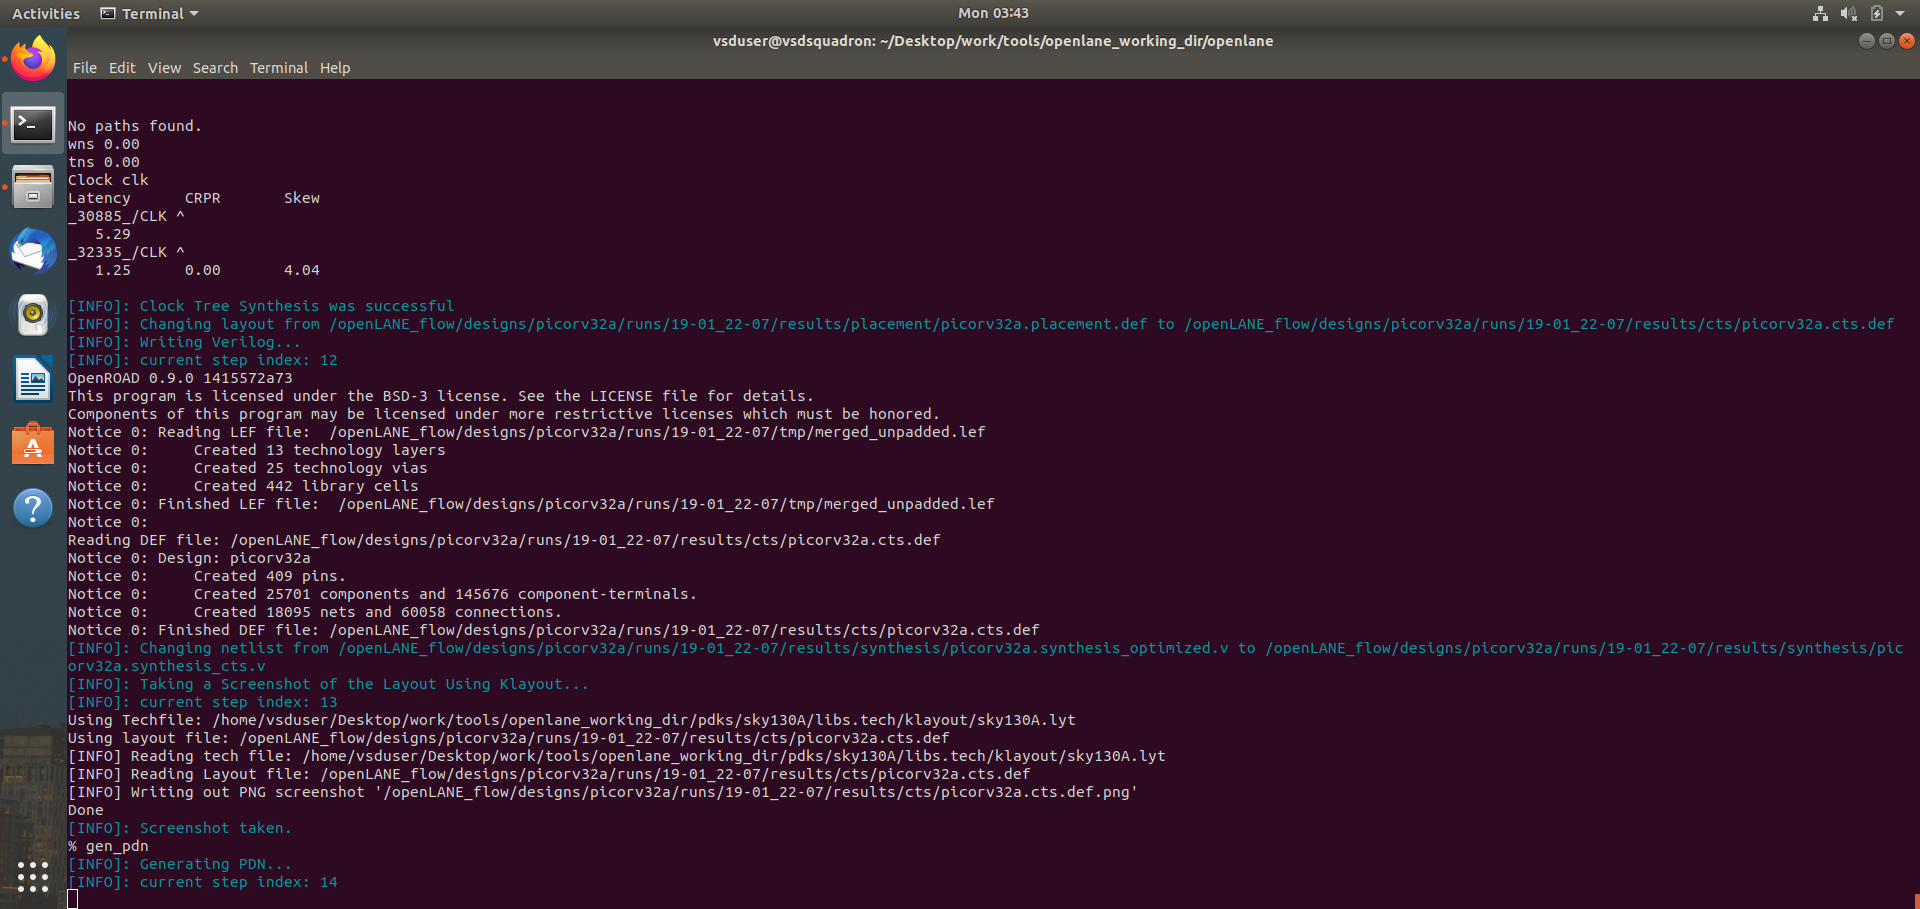 Activities
Terminal
Mon 03:43
vsduser@vsdsquadron: ~/Desktop/work/tools/openlane_working_dir/openlane
File Edit View Search Terminal Help
No paths found.
wns 0.00
tns 0.00
Clock clk
Latency      CRPR       Skew
_30885_/CLK ^
   5.29
_32335_/CLK ^
   1.25      0.00       4.04
[INFO]: Clock Tree Synthesis was successful
[INFO]: Changing layout from /openLANE_flow/designs/picorv32a/runs/19-01_22-07/results/placement/picorv32a.placement.def to /openLANE_flow/designs/picorv32a/runs/19-01_22-07/results/cts/picorv32a.cts.def
[INFO]: Writing Verilog...
[INFO]: current step index: 12
OpenROAD 0.9.0 1415572a73
This program is licensed under the BSD-3 license. See the LICENSE file for details.
Components of this program may be licensed under more restrictive licenses which must be honored.
Notice 0: Reading LEF file:  /openLANE_flow/designs/picorv32a/runs/19-01_22-07/tmp/merged_unpadded.lef
Notice 0:     Created 13 technology layers
Notice 0:     Created 25 technology vias
Notice 0:     Created 442 library cells
Notice 0: Finished LEF file:  /openLANE_flow/designs/picorv32a/runs/19-01_22-07/tmp/merged_unpadded.lef
Notice 0:
Reading DEF file: /openLANE_flow/designs/picorv32a/runs/19-01_22-07/results/cts/picorv32a.cts.def
Notice 0: Design: picorv32a
Notice 0:     Created 409 pins.
Notice 0:     Created 25701 components and 145676 component-terminals.
Notice 0:     Created 18095 nets and 60058 connections.
Notice 0: Finished DEF file: /openLANE_flow/designs/picorv32a/runs/19-01_22-07/results/cts/picorv32a.cts.def
[INFO]: Changing netlist from /openLANE_flow/designs/picorv32a/runs/19-01_22-07/results/synthesis/picorv32a.synthesis_optimized.v to /openLANE_flow/designs/picorv32a/runs/19-01_22-07/results/synthesis/pic
orv32a.synthesis_cts.v
[INFO]: Taking a Screenshot of the Layout Using Klayout...
[INFO]: current step index: 13
Using Techfile: /home/vsduser/Desktop/work/tools/openlane_working_dir/pdks/sky130A/libs.tech/klayout/sky130A.lyt
Using layout file: /openLANE_flow/designs/picorv32a/runs/19-01_22-07/results/cts/picorv32a.cts.def
[INFO] Reading tech file: /home/vsduser/Desktop/work/tools/openlane_working_dir/pdks/sky130A/libs.tech/klayout/sky130A.lyt
[INFO] Reading Layout file: /openLANE_flow/designs/picorv32a/runs/19-01_22-07/results/cts/picorv32a.cts.def
[INFO] Writing out PNG screenshot '/openLANE_flow/designs/picorv32a/runs/19-01_22-07/results/cts/picorv32a.cts.def.png'
Done
[INFO]: Screenshot taken.
% gen_pdn
[INFO]: Generating PDN...
[INFO]: current step index: 14